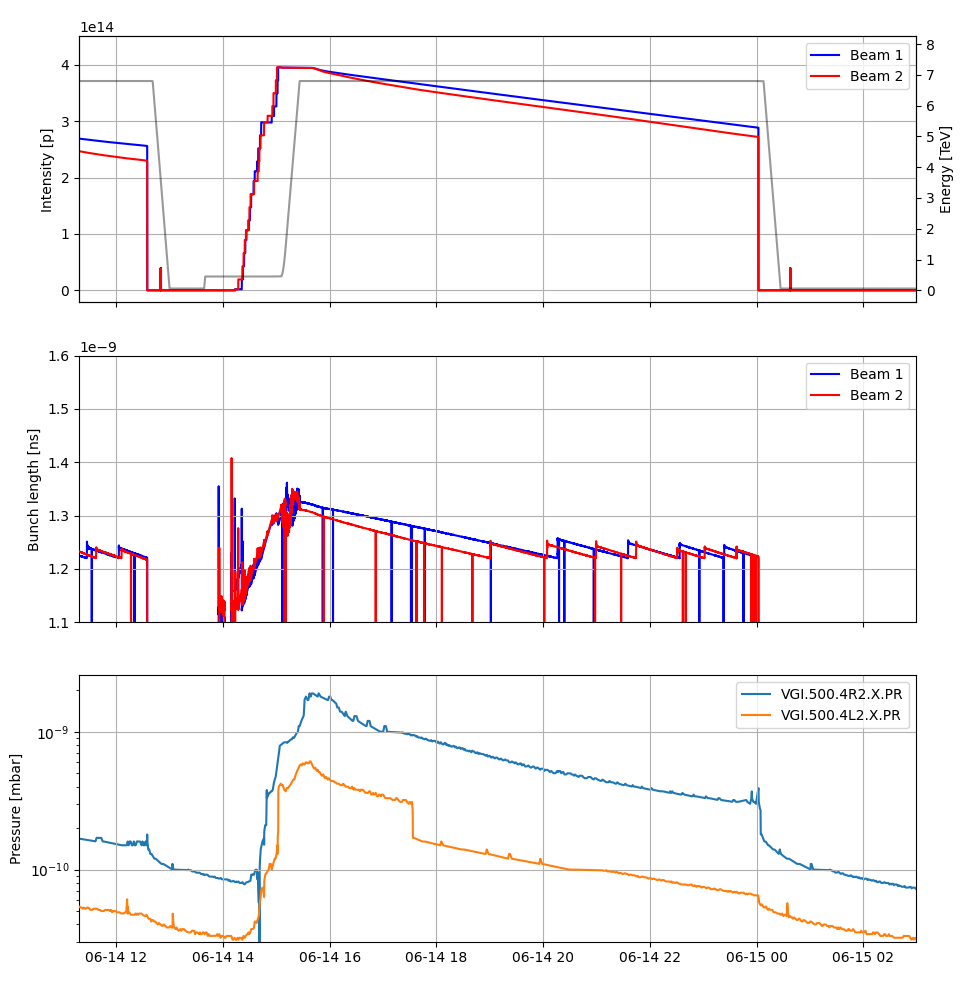 1e14
4
3
2
1
0
Intensity [p]
Beam 1
Beam 2
8
7
6
5
4
3
2
1
0
Energy [TeV]
1e−9
1.6
1.5
1.4
1.3
1.2
1.1
Bunch length [ns]
Beam 1
Beam 2
10⁻⁹
10⁻¹⁰
Pressure [mbar]
VGI.500.4R2.X.PR
VGI.500.4L2.X.PR
06-14 12 06-14 14 06-14 16 06-14 18 06-14 20 06-14 22 06-15 00 06-15 02